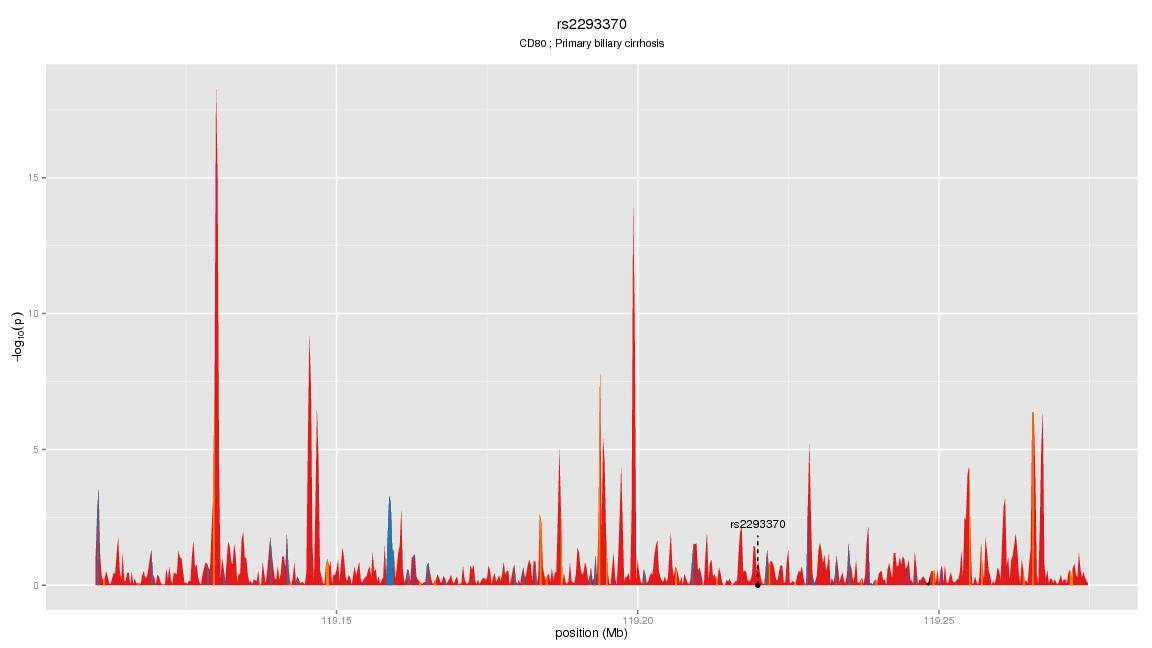 rs2293370
CD80 ; Primary biliary cirrhosis
15
10
5
0
−log10(p)
rs2293370
119.15
119.20
119.25
position (Mb)